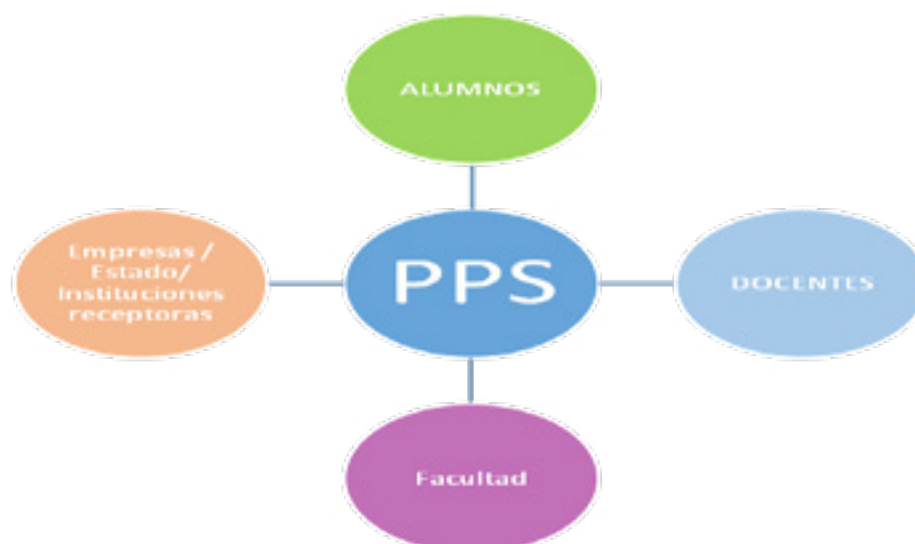 ALUMNOS
Empresas /
Estado/
Instituciones
receptoras
PPS
DOCENTES
Facultad